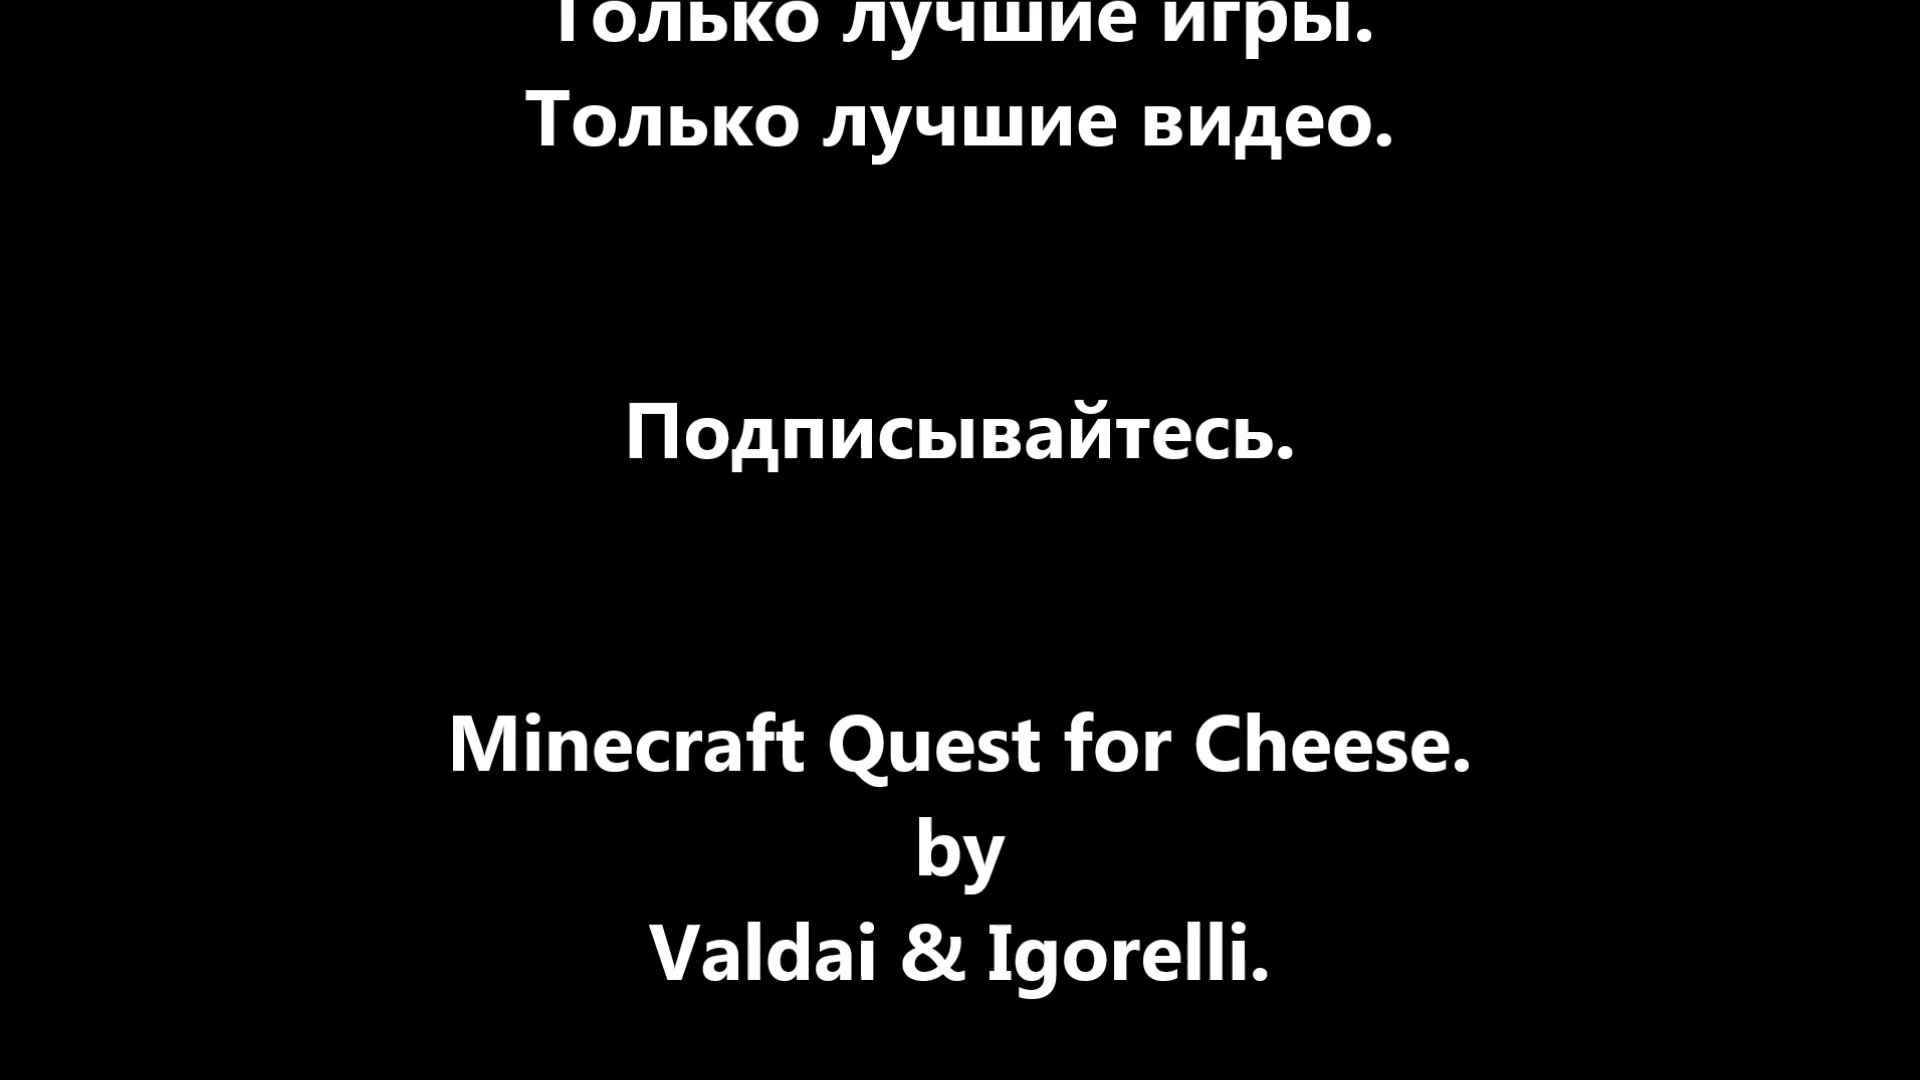 Только лучшие игры.
Только лучшие видео.
Подписывайтесь.
Minecraft Quest for Cheese.
by
Valdai & Igorelli.